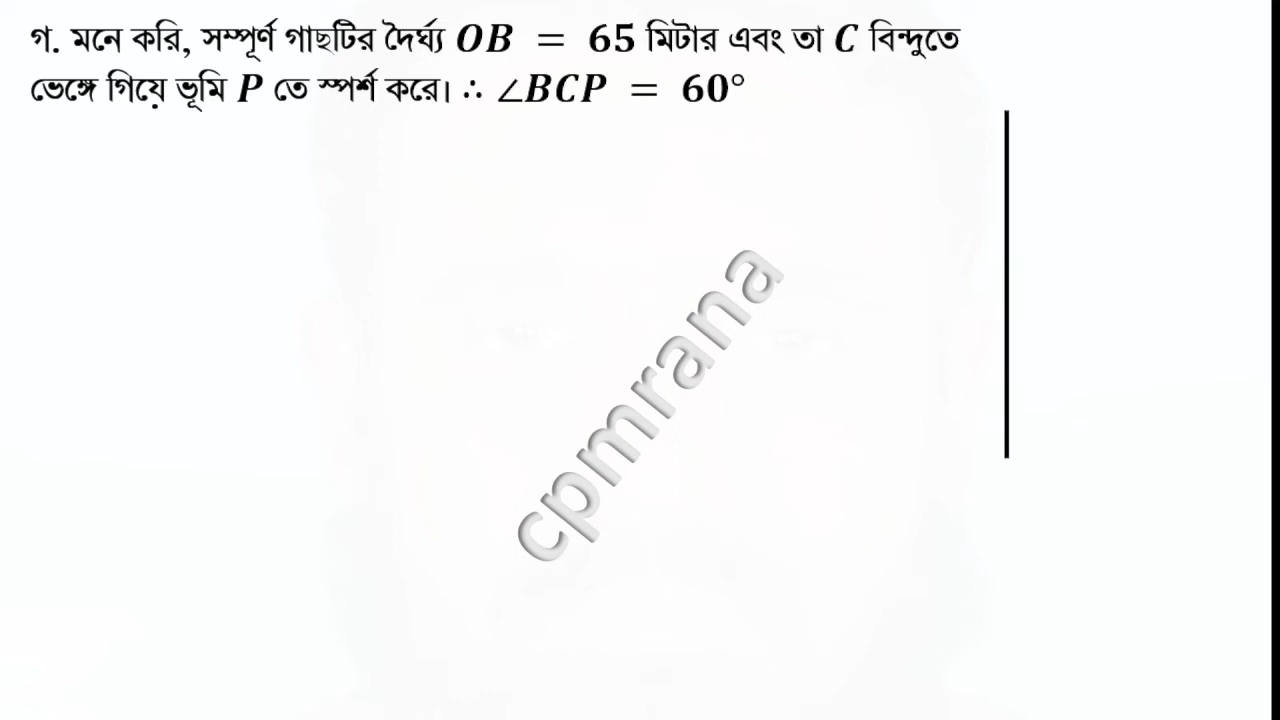 গ. মনে করি, সম্পূর্ণ গাছটির দৈর্ঘ্য OB = 65 মিটার এবং তা C বিন্দুতে
ভেঙ্গে গিয়ে ভূমি P তে স্পর্শ করে। ∴ ∠BCP = 60°
cpmrana